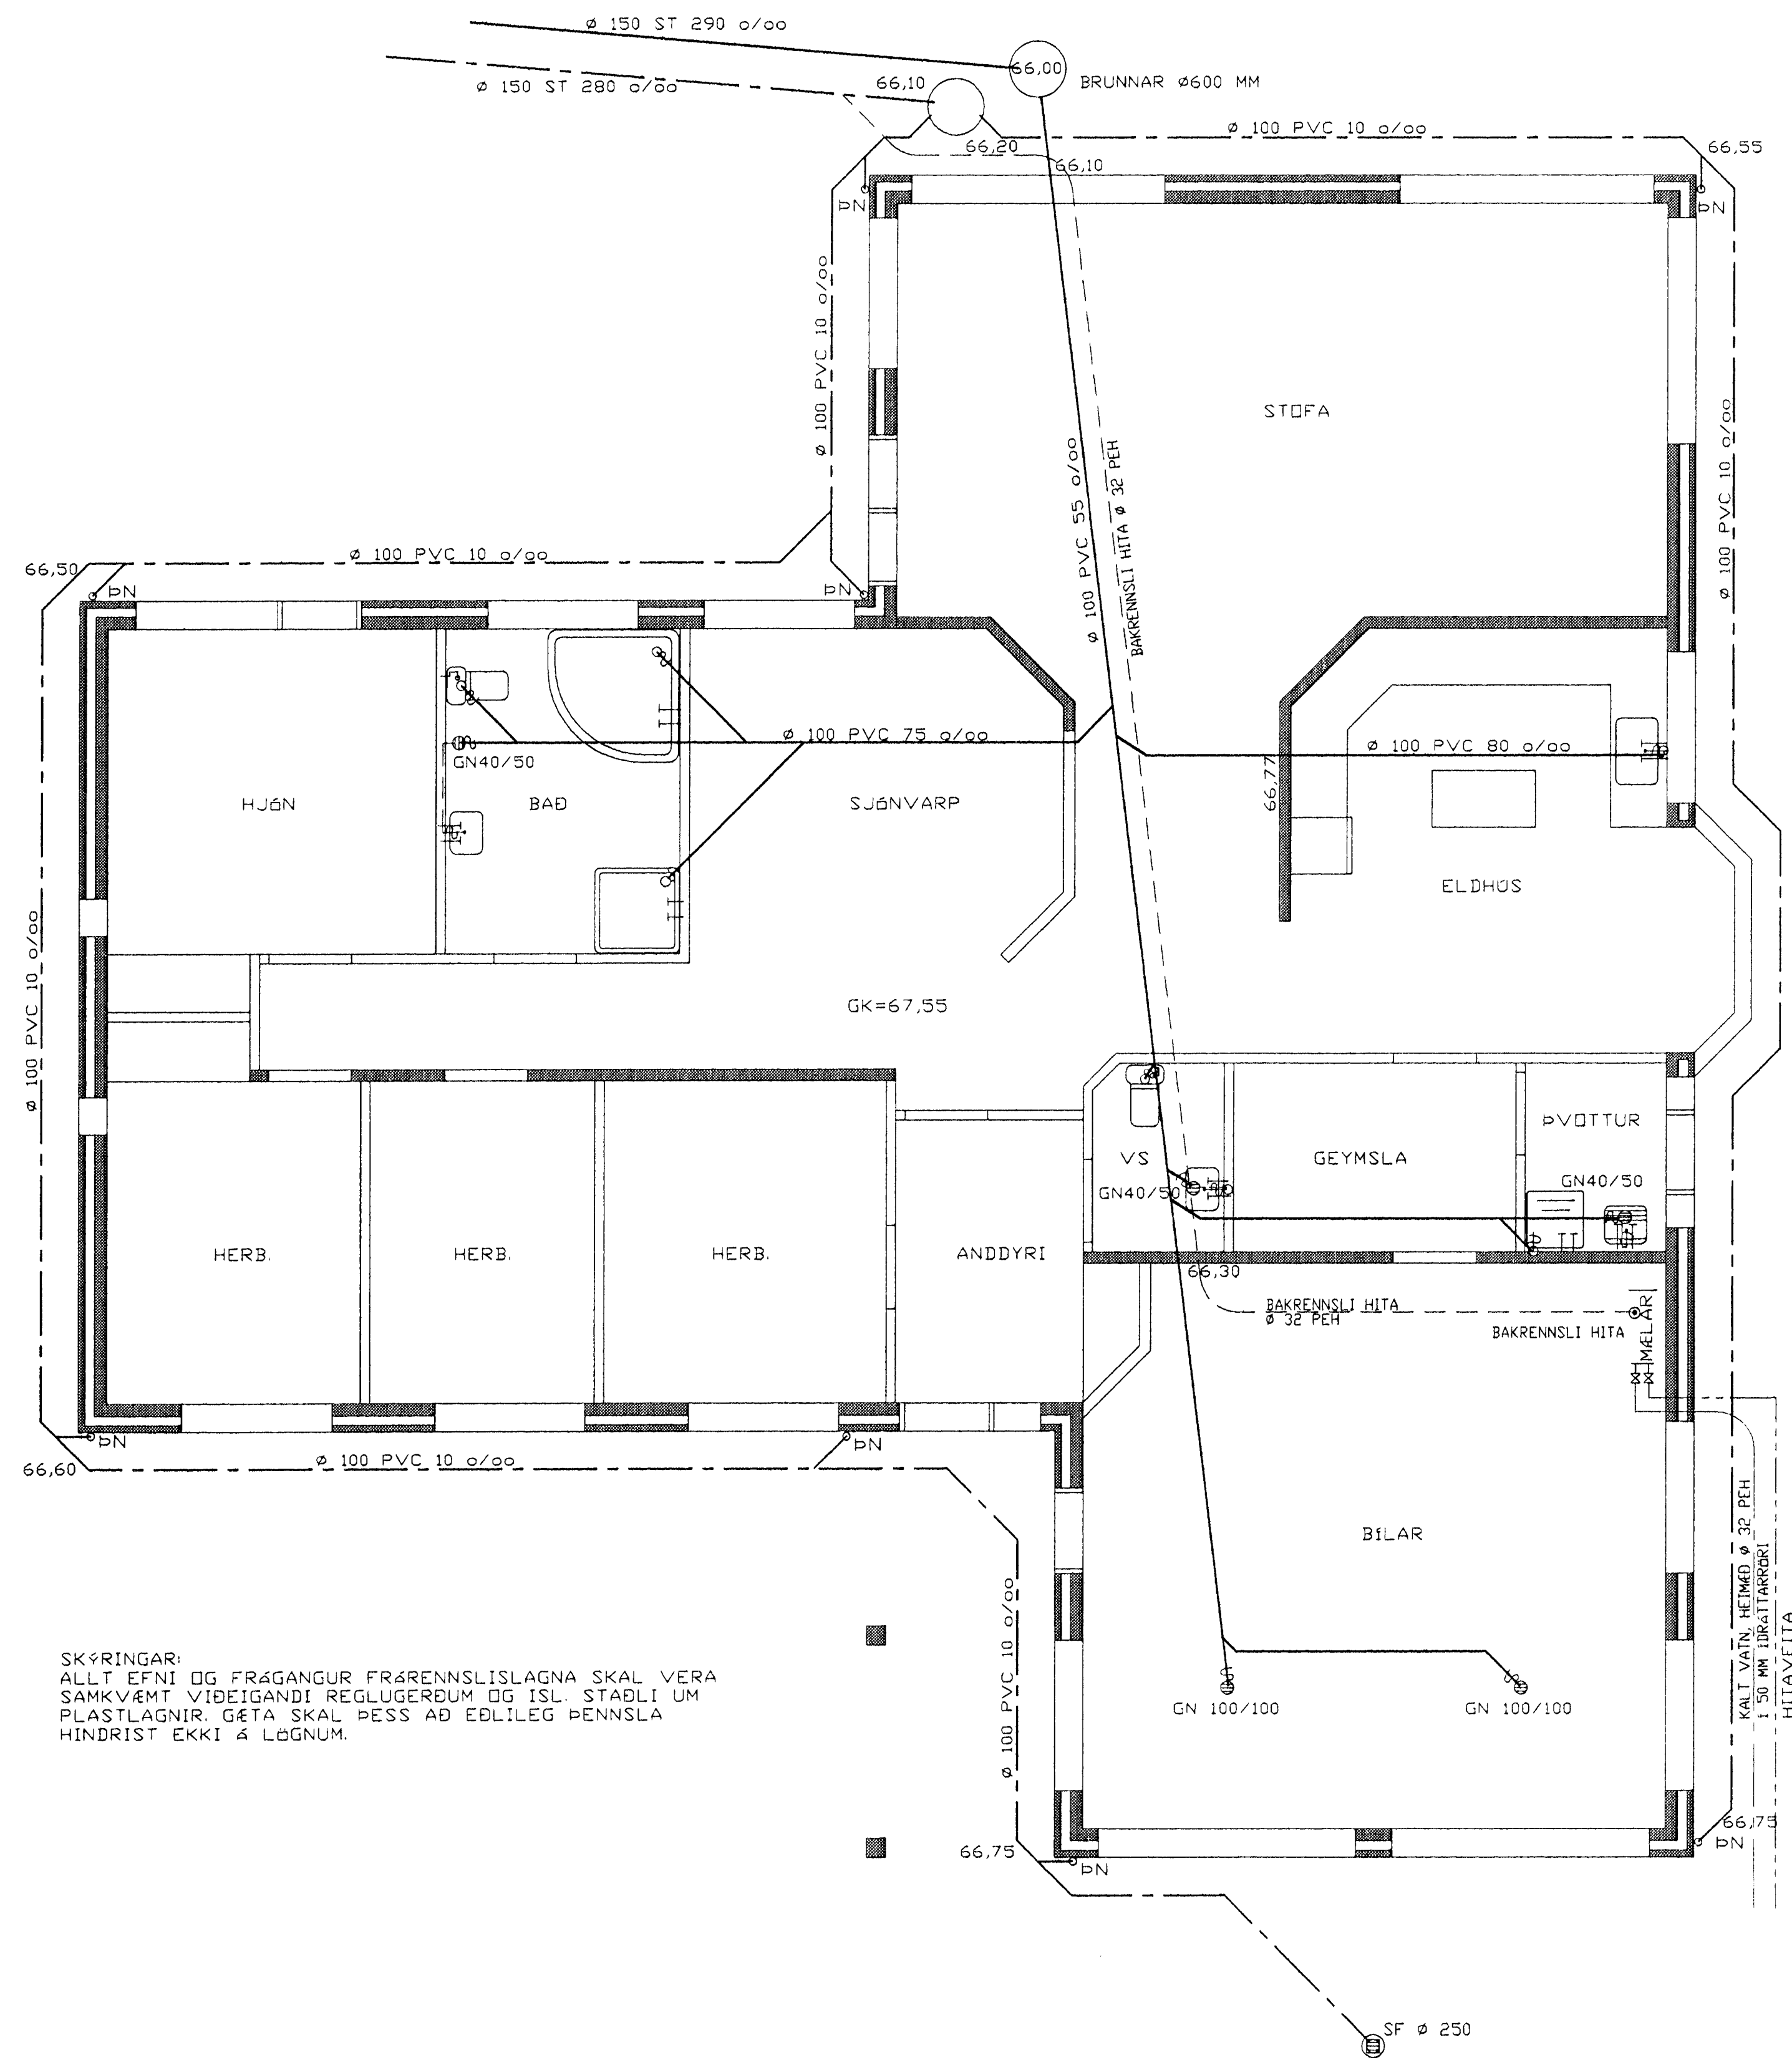 Ø 150 ST 290 o/oo
Ø 150 ST 280 o/oo
66,10
66,00
BRUNNAR Ø600 MM
Ø 100 PVC 10 o/oo
66,20
66,10
66,55
ÞN
ÞN
Ø 100 PVC 10 o/oo
STOFA
Ø 100 PVC 55 o/oo
BAKRENNSLI HITA Ø 32 PEH
Ø 100 PVC 10 o/oo
Ø 100 PVC 10 o/oo
66,50
ÞN
ÞN
Ø 100 PVC 75 o/oo
Ø 100 PVC 80 o/oo
GN40/50
66,77
HJÓN
BAÐ
SJÓNVARP
ELDHÚS
Ø 100 PVC 10 o/oo
GK=67,55
ÞVOTTUR
VS
GEYMSLA
GN40/50
GN40/50
HERB.
HERB.
HERB.
ANDDYRI
66,30
BAKRENNSLI HITA
Ø 32 PEH
BAKRENNSLI HITA
MÆLAR
ÞN
ÞN
66,60
Ø 100 PVC 10 o/oo
BÍLAR
KALT VATN, HEIMÆÐ Ø 32 PEH
Í 50 MM ÍDRÁTTARRÖRI
HITAVEITA
Ø 100 PVC 10 o/oo
SKÝRINGAR:
ALLT EFNI OG FRÁGANGUR FRÁRENNSLISLAGNA SKAL VERA
SAMKVÆMT VIÐEIGANDI REGLUGERÐUM OG ISL. STAÐLI UM
PLASTLAGNIR. GÆTA SKAL ÞESS AÐ EÐLILEG ÞENNSLA
HINDRIST EKKI Á LÖGNUM.
GN 100/100
GN 100/100
66,75
ÞN
66,75
ÞN
SF Ø 250